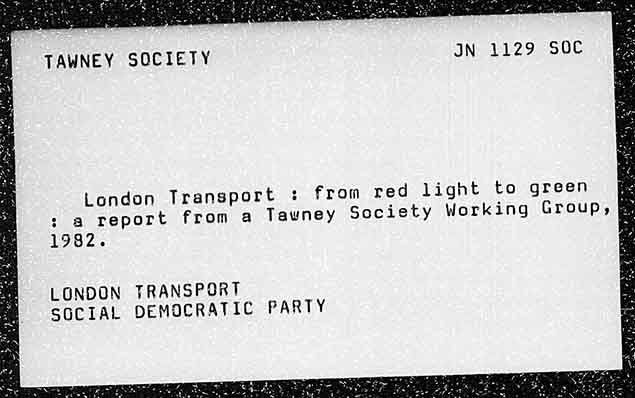 TAWNEY SOCIETY JN 1129 SOC
London Transport : from red light to green
: a report from a Tawney Society Working Group,
1982.
LONDON TRANSPORT
SOCIAL DEMOCRATIC PARTY